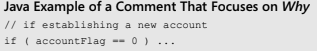 Java Example of a Comment That Focuses on Why
// if establishing a new account
if ( accountFlag == 0 ) ...